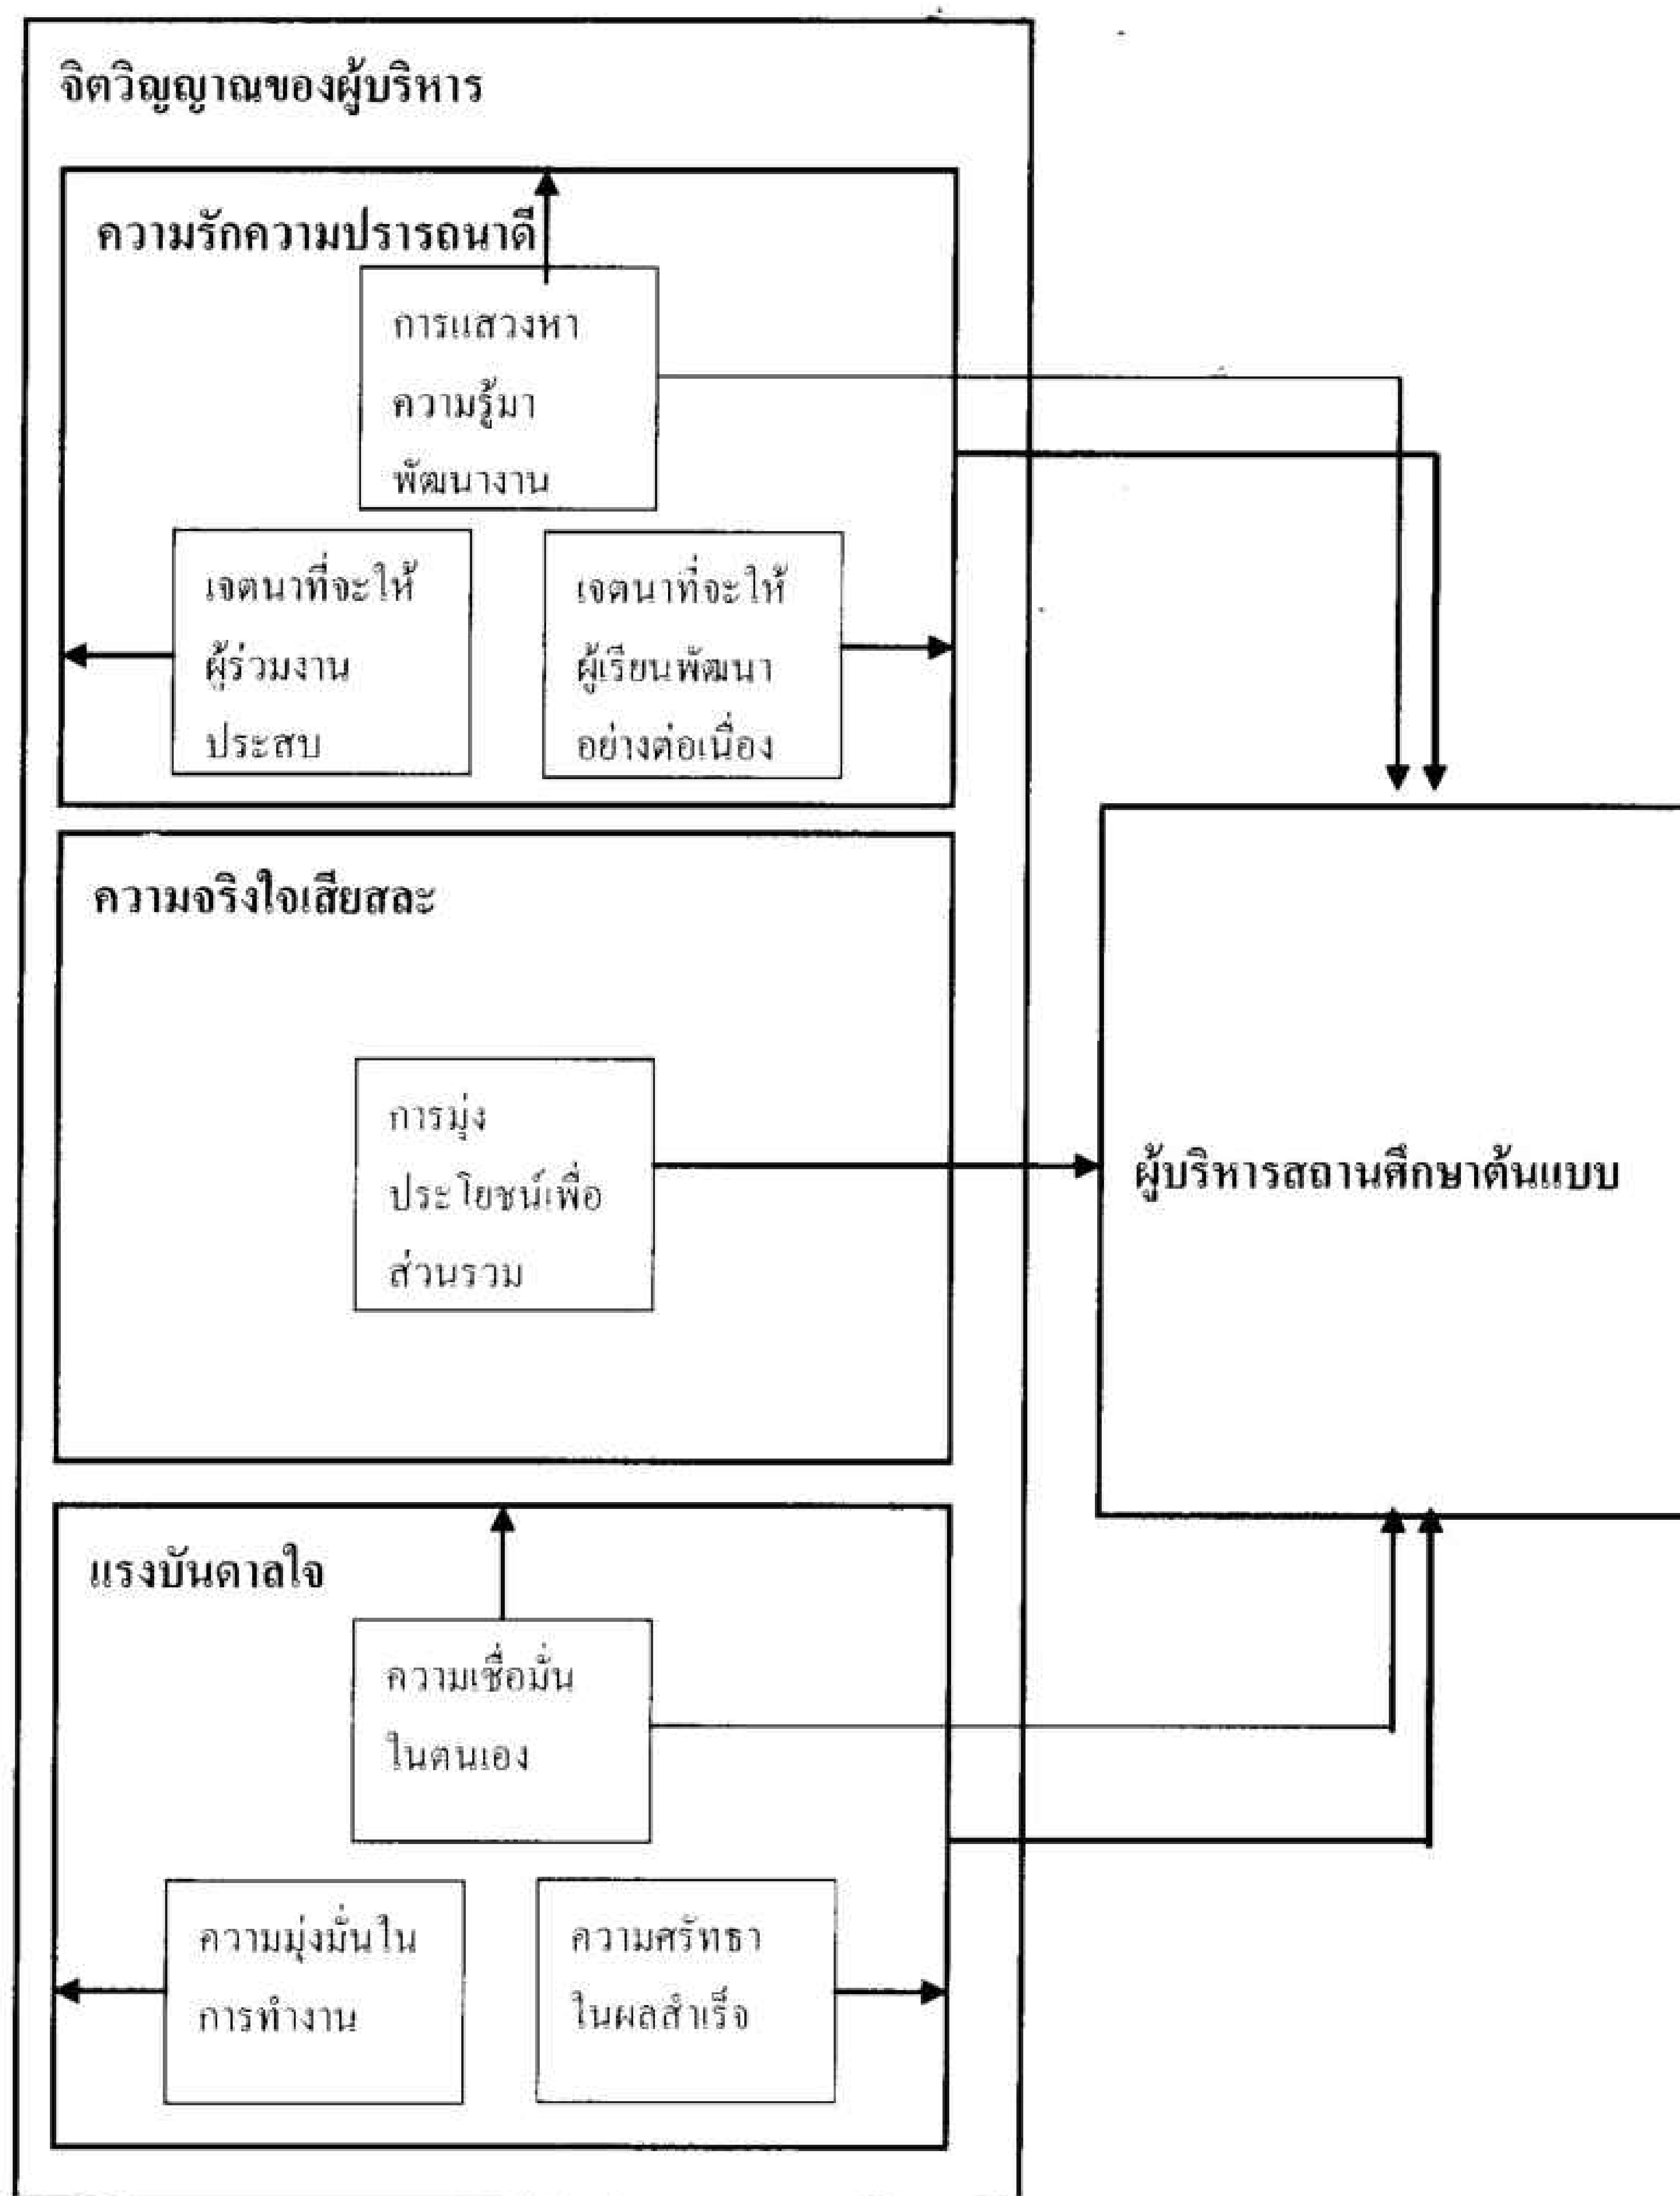 จิตวิญญาณของผู้บริหาร
ความรักความปรารถนาดี
การแสวงหา
ความรู้มา
พัฒนางาน
เจตนาที่จะให้
ผู้ร่วมงาน
ประสบ
เจตนาที่จะให้
ผู้เรียนพัฒนา
อย่างต่อเนื่อง
ความจริงใจเสียสละ
การมุ่ง
ประโยชน์เพื่อ
ส่วนรวม
ผู้บริหารสถานศึกษาต้นแบบ
แรงบันดาลใจ
ความเชื่อมั่น
ในตนเอง
ความมุ่งมั่นใน
การทำงาน
ความศรัทธา
ในผลสำเร็จ